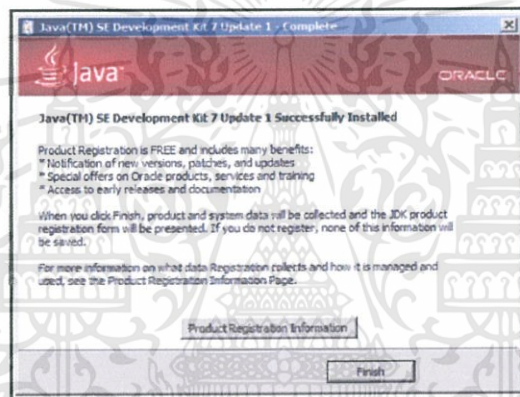 Java(TM) SE Development Kit 7 Update 1 - Complete
Java™
ORACLE
Java(TM) SE Development Kit 7 Update 1 Successfully Installed
Product Registration is FREE and includes many benefits:
* Notification of new versions, patches, and updates
* Special offers on Oracle products, services and training
* Access to early releases and documentation
When you click Finish, product and system data will be collected and the JDK product
registration form will be presented. If you do not register, none of this information will
be saved.
For more information on what data Registration collects and how it is managed and
used, see the Product Registration Information Page.
Product Registration Information
Finish